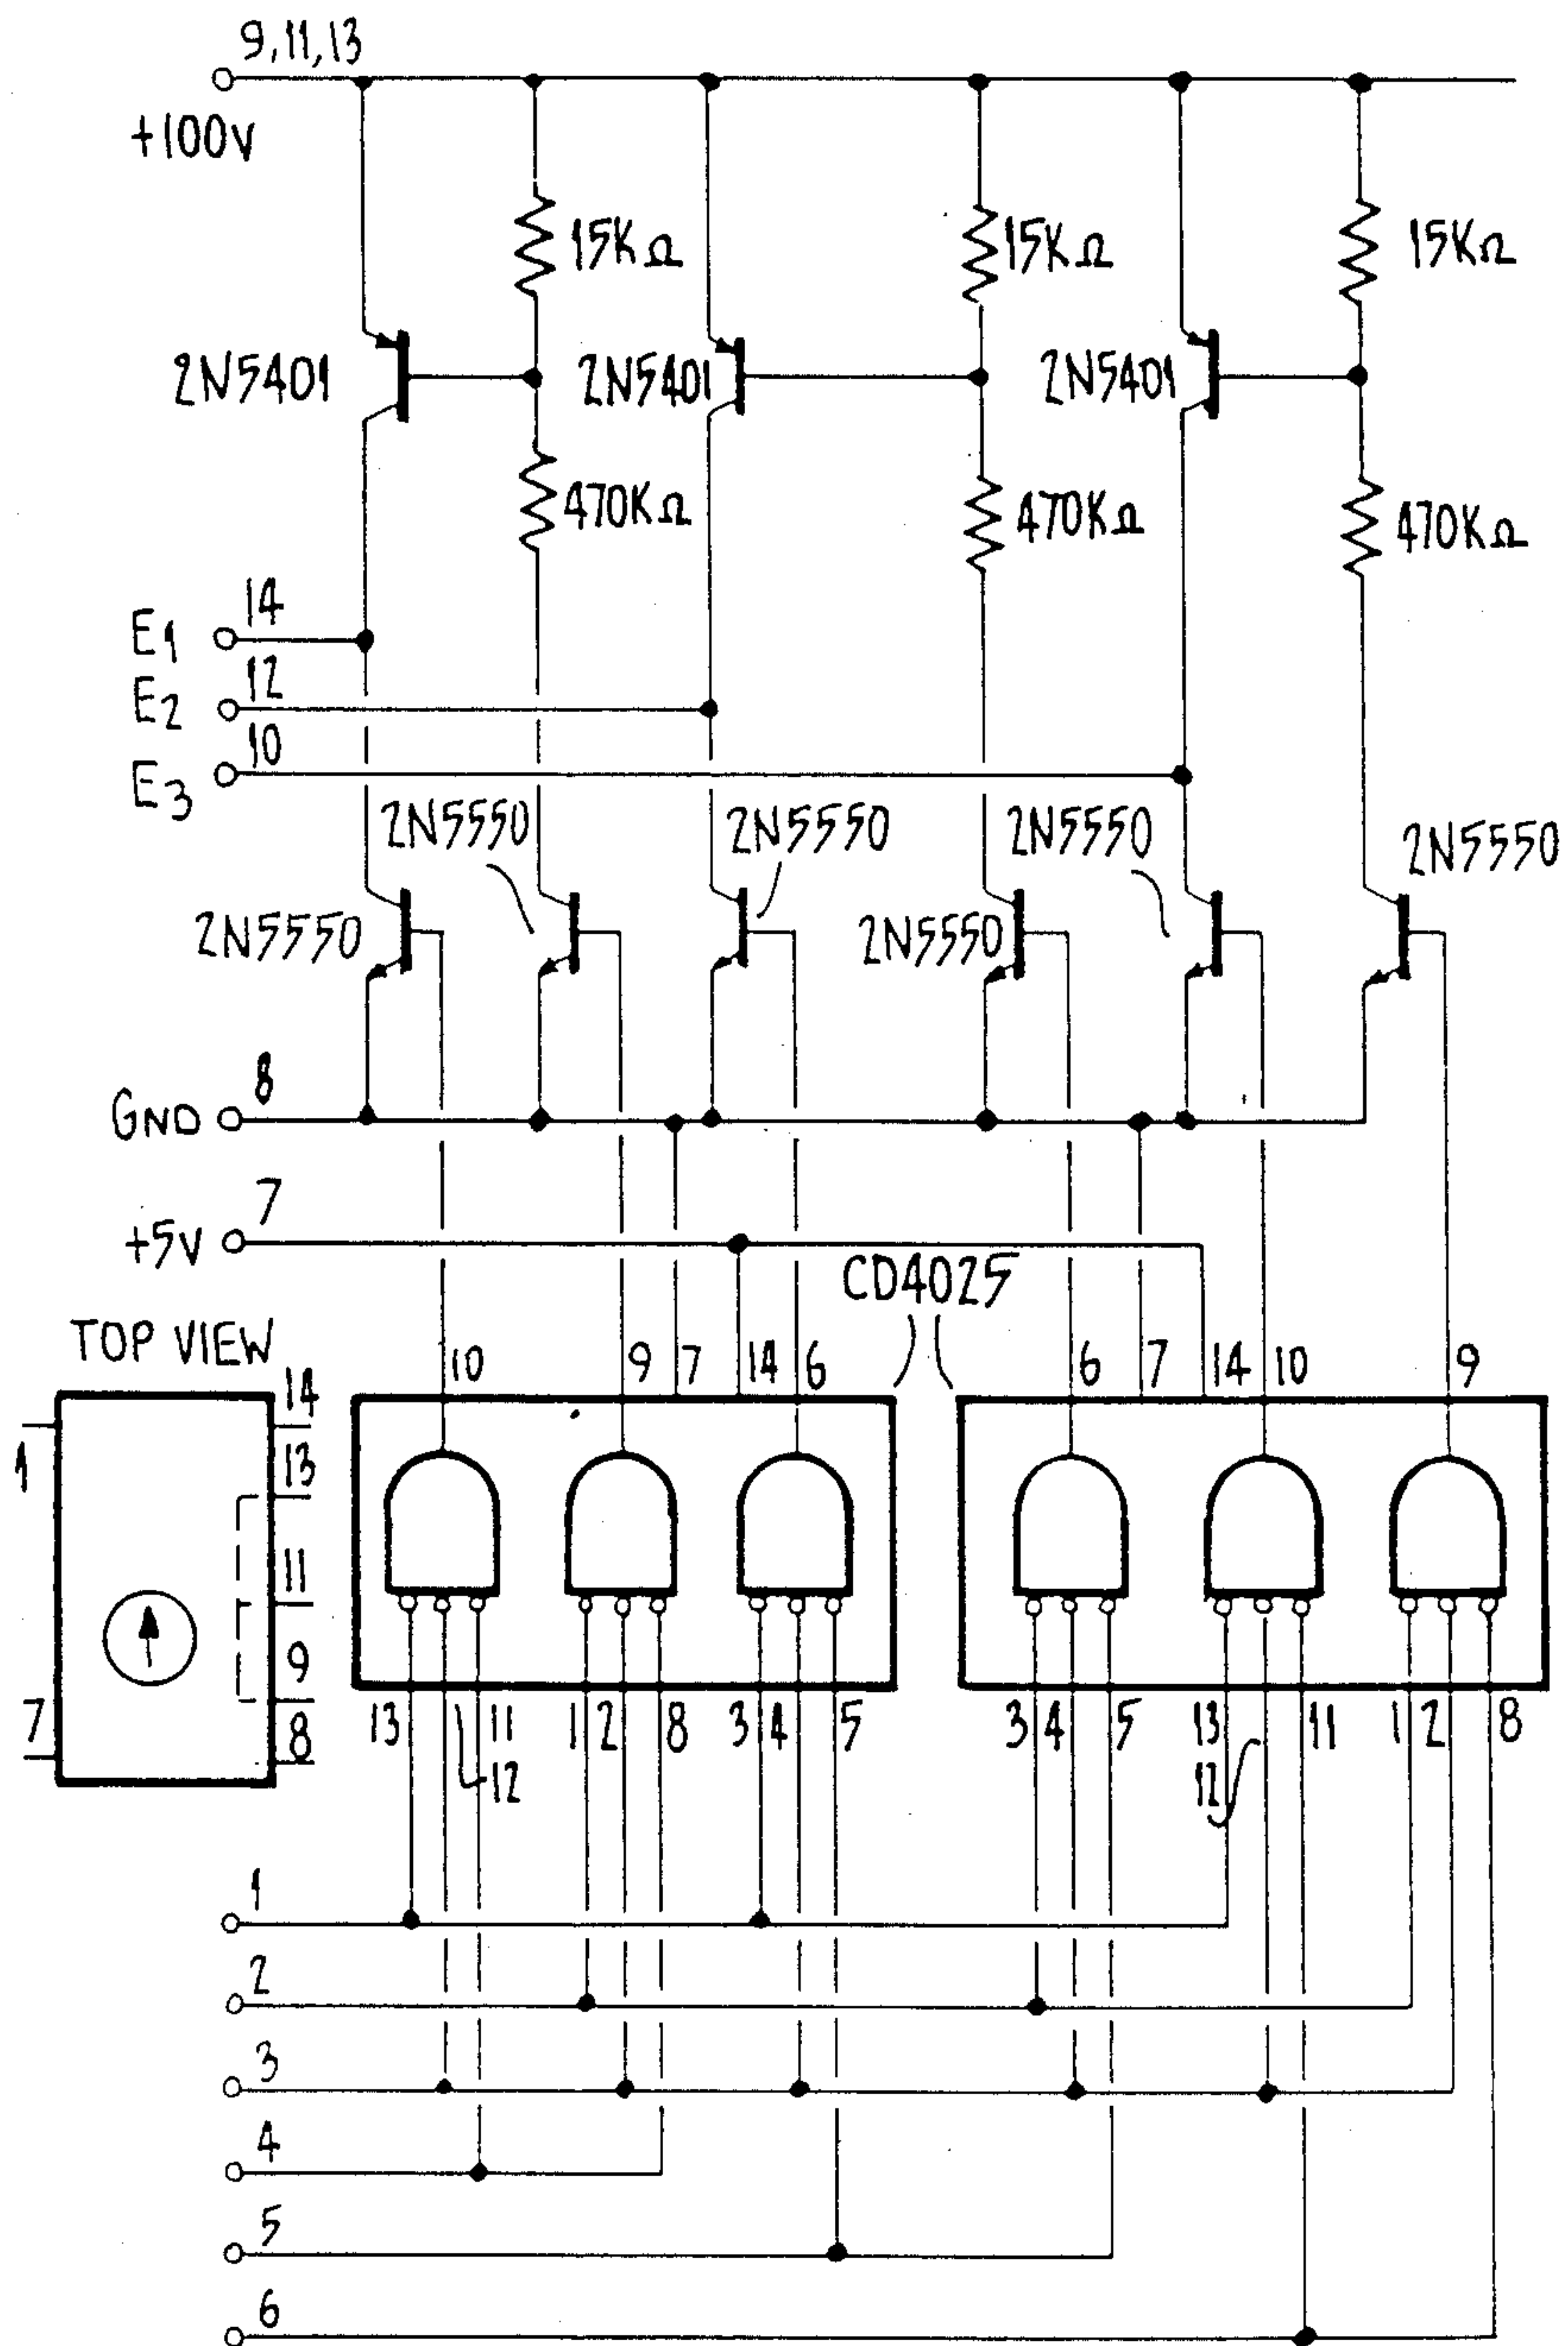 9,11,13
+100V
15KΩ 15KΩ 15KΩ
2N5401 2N5401 2N5401
470KΩ 470KΩ 470KΩ
E1 14
E2 12
E3 10
2N5550 2N5550 2N5550 2N5550
2N5550 2N5550
GND 8
+5V 7
CD4025
TOP VIEW
10 9 7 14 6 6 7 14 10 9
14
1 13
11
9
7 8
13 11 1 2 8 3 4 5 3 4 5 13 11 1 2 8
12 12
1
2
3
4
5
6